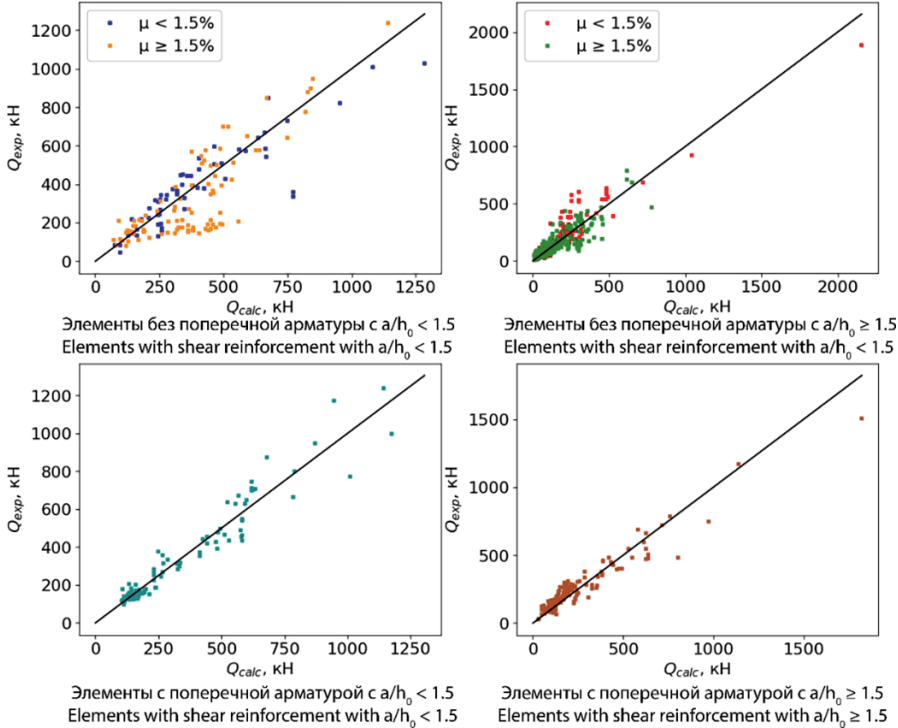 μ < 1.5%
μ ≥ 1.5%
1200
1000
800
600
400
200
0
Q_exp, кН
0 250 500 750 1000 1250
Q_calc, кН
Элементы без поперечной арматуры с a/h₀ < 1.5
Elements with shear reinforcement with a/h₀ < 1.5
μ < 1.5%
μ ≥ 1.5%
2000
1500
1000
500
0
Q_exp, кН
0 500 1000 1500 2000
Q_calc, кН
Элементы без поперечной арматуры с a/h₀ ≥ 1.5
Elements with shear reinforcement with a/h₀ < 1.5
1200
1000
800
600
400
200
0
Q_exp, кН
0 250 500 750 1000 1250
Q_calc, кН
Элементы с поперечной арматурой с a/h₀ < 1.5
Elements with shear reinforcement with a/h₀ < 1.5
1500
1000
500
0
Q_exp, кН
0 500 1000 1500
Q_calc, кН
Элементы с поперечной арматурой с a/h₀ ≥ 1.5
Elements with shear reinforcement with a/h₀ ≥ 1.5